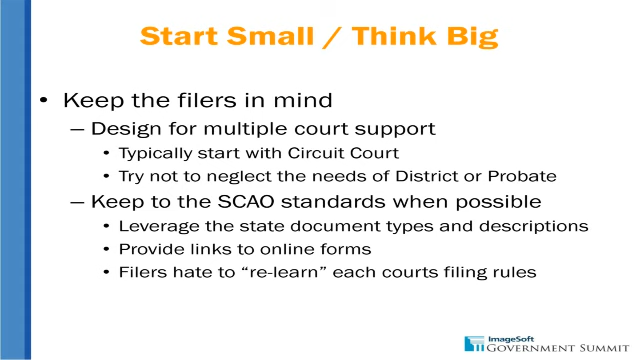 Start Small / Think Big
• Keep the filers in mind
– Design for multiple court support
• Typically start with Circuit Court
• Try not to neglect the needs of District or Probate
– Keep to the SCAO standards when possible
• Leverage the state document types and descriptions
• Provide links to online forms
• Filers hate to “re-learn” each courts filing rules
ImageSoft
GOVERNMENT SUMMIT